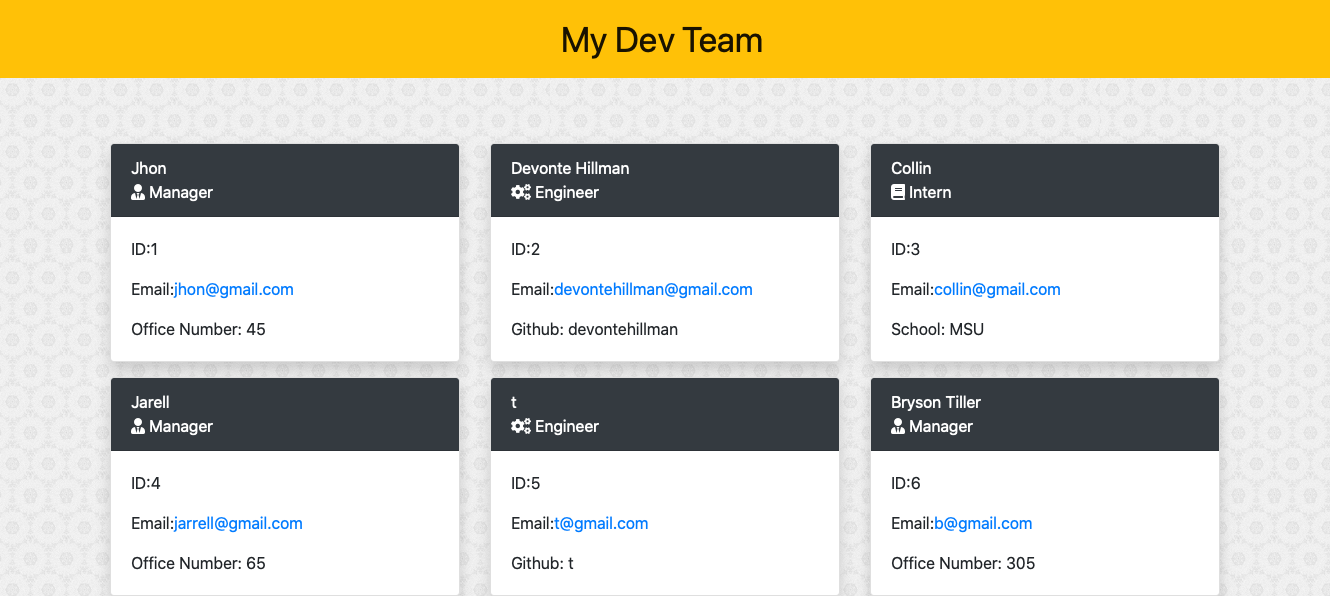 My Dev Team
Jhon
Manager
ID:1
Email:jhon@gmail.com
Office Number: 45
Devonte Hillman
Engineer
ID:2
Email:devontehillman@gmail.com
Github: devontehillman
Collin
Intern
ID:3
Email:collin@gmail.com
School: MSU
Jarell
Manager
ID:4
Email:jarrell@gmail.com
Office Number: 65
t
Engineer
ID:5
Email:t@gmail.com
Github: t
Bryson Tiller
Manager
ID:6
Email:b@gmail.com
Office Number: 305